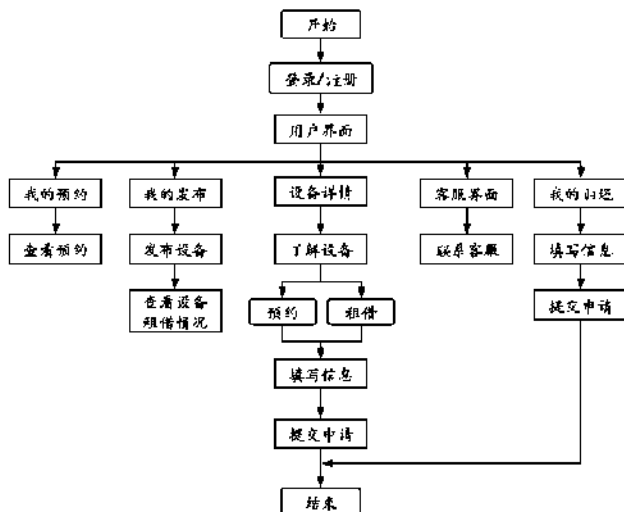 开始
登录/注册
用户界面
我的预约
我的发布
设备详情
客服界面
我的归还
查看预约
发布设备
了解设备
联系客服
填写信息
查看设备
租借情况
预约
租借
提交申请
填写信息
提交申请
结束